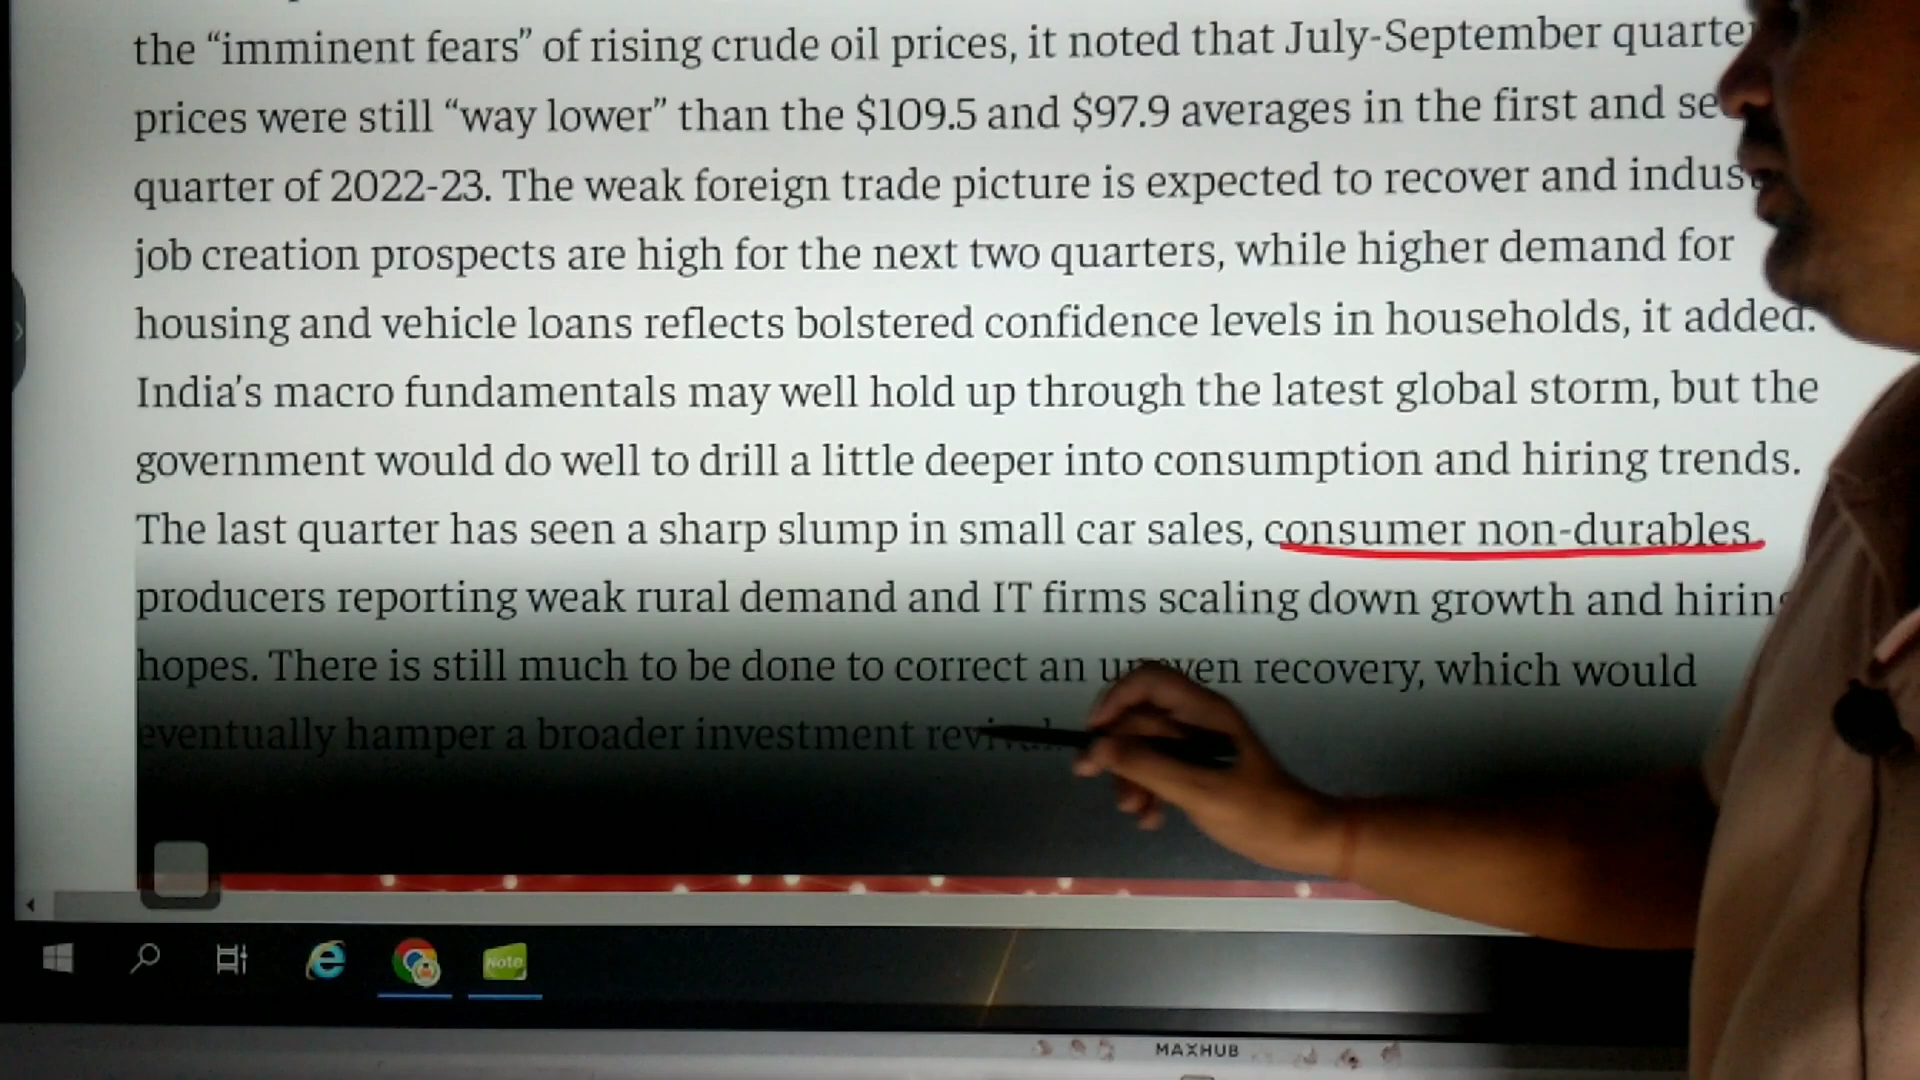 the “imminent fears” of rising crude oil prices, it noted that July-September
prices were still “way lower” than the $109.5 and $97.9 averages in the first and
quarter of 2022-23. The weak foreign trade picture is expected to recover and
job creation prospects are high for the next two quarters, while higher demand for
housing and vehicle loans reflects bolstered confidence levels in households, it added.
India’s macro fundamentals may well hold up through the latest global storm, but the
government would do well to drill a little deeper into consumption and hiring trends.
The last quarter has seen a sharp slump in small car sales, consumer non-durables
producers reporting weak rural demand and IT firms scaling down growth and
hopes. There is still much to be done to correct an recovery, which would
eventually hamper a broader investment
Note
MAXHUB